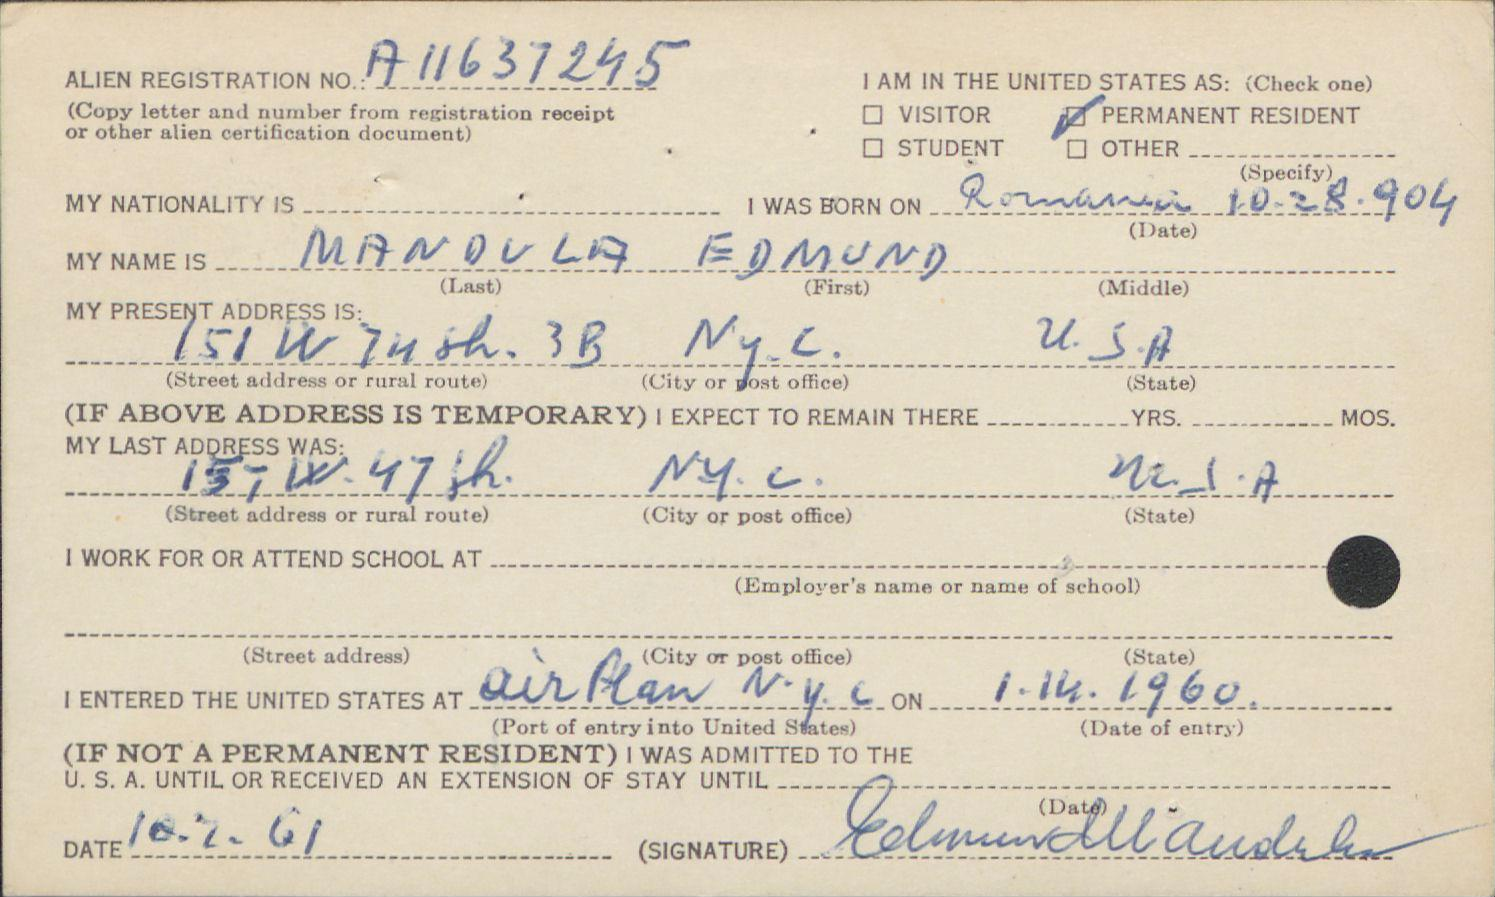 ALIEN REGISTRATION NO.: A11637245
(Copy letter and number from registration receipt
or other alien certification document)
I AM IN THE UNITED STATES AS: (Check one)
☐ VISITOR ☑ PERMANENT RESIDENT
☐ STUDENT ☐ OTHER
(Specify)
MY NATIONALITY IS I WAS BORN ON Romania 10-28.904
(Date)
MY NAME IS MANDULA EDMUND
(Last) (First) (Middle)
MY PRESENT ADDRESS IS:
151 W 74 3B Ny.C. U.S.A
(Street address or rural route) (City or post office) (State)
(IF ABOVE ADDRESS IS TEMPORARY) I EXPECT TO REMAIN THERE YRS. MOS.
MY LAST ADDRESS WAS:
157 W. 47 Ny.C. U.S.A
(Street address or rural route) (City or post office) (State)
I WORK FOR OR ATTEND SCHOOL AT
(Employer's name or name of school)
(Street address) (City or post office) (State)
I ENTERED THE UNITED STATES AT air Plan N.y.C ON 1.14.1960.
(Port of entry into United States) (Date of entry)
(IF NOT A PERMANENT RESIDENT) I WAS ADMITTED TO THE
U. S. A. UNTIL OR RECEIVED AN EXTENSION OF STAY UNTIL
(Date)
DATE (SIGNATURE) Edmund Mandula